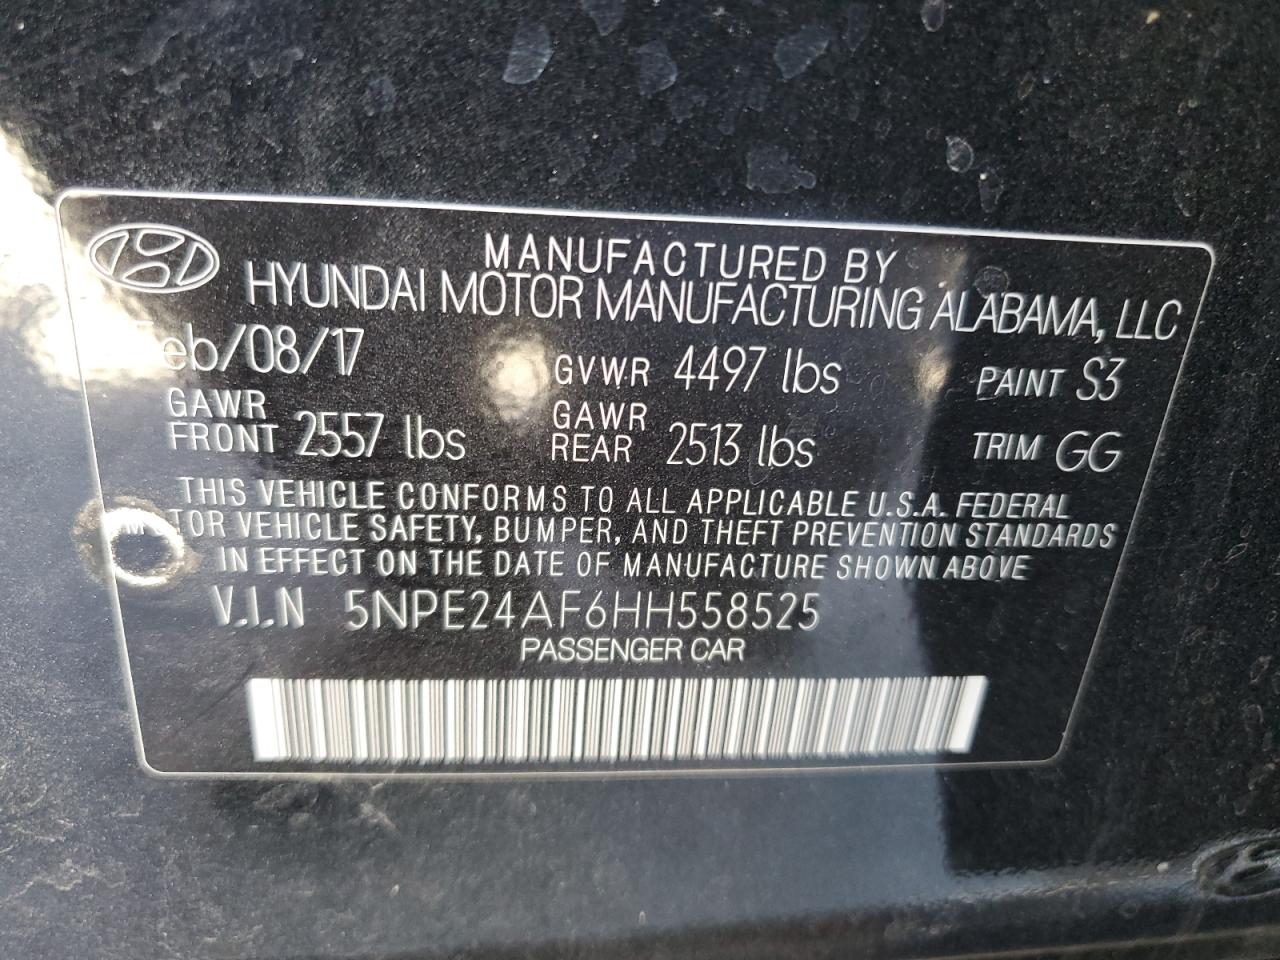 MANUFACTURED BY
HYUNDAI MOTOR MANUFACTURING ALABAMA, LLC
Feb/08/17 GVWR 4497 lbs PAINT S3
GAWR FRONT 2557 lbs GAWR REAR 2513 lbs TRIM GG
THIS VEHICLE CONFORMS TO ALL APPLICABLE U.S.A. FEDERAL
MOTOR VEHICLE SAFETY, BUMPER, AND THEFT PREVENTION STANDARDS
IN EFFECT ON THE DATE OF MANUFACTURE SHOWN ABOVE
V.I.N 5NPE24AF6HH558525
PASSENGER CAR